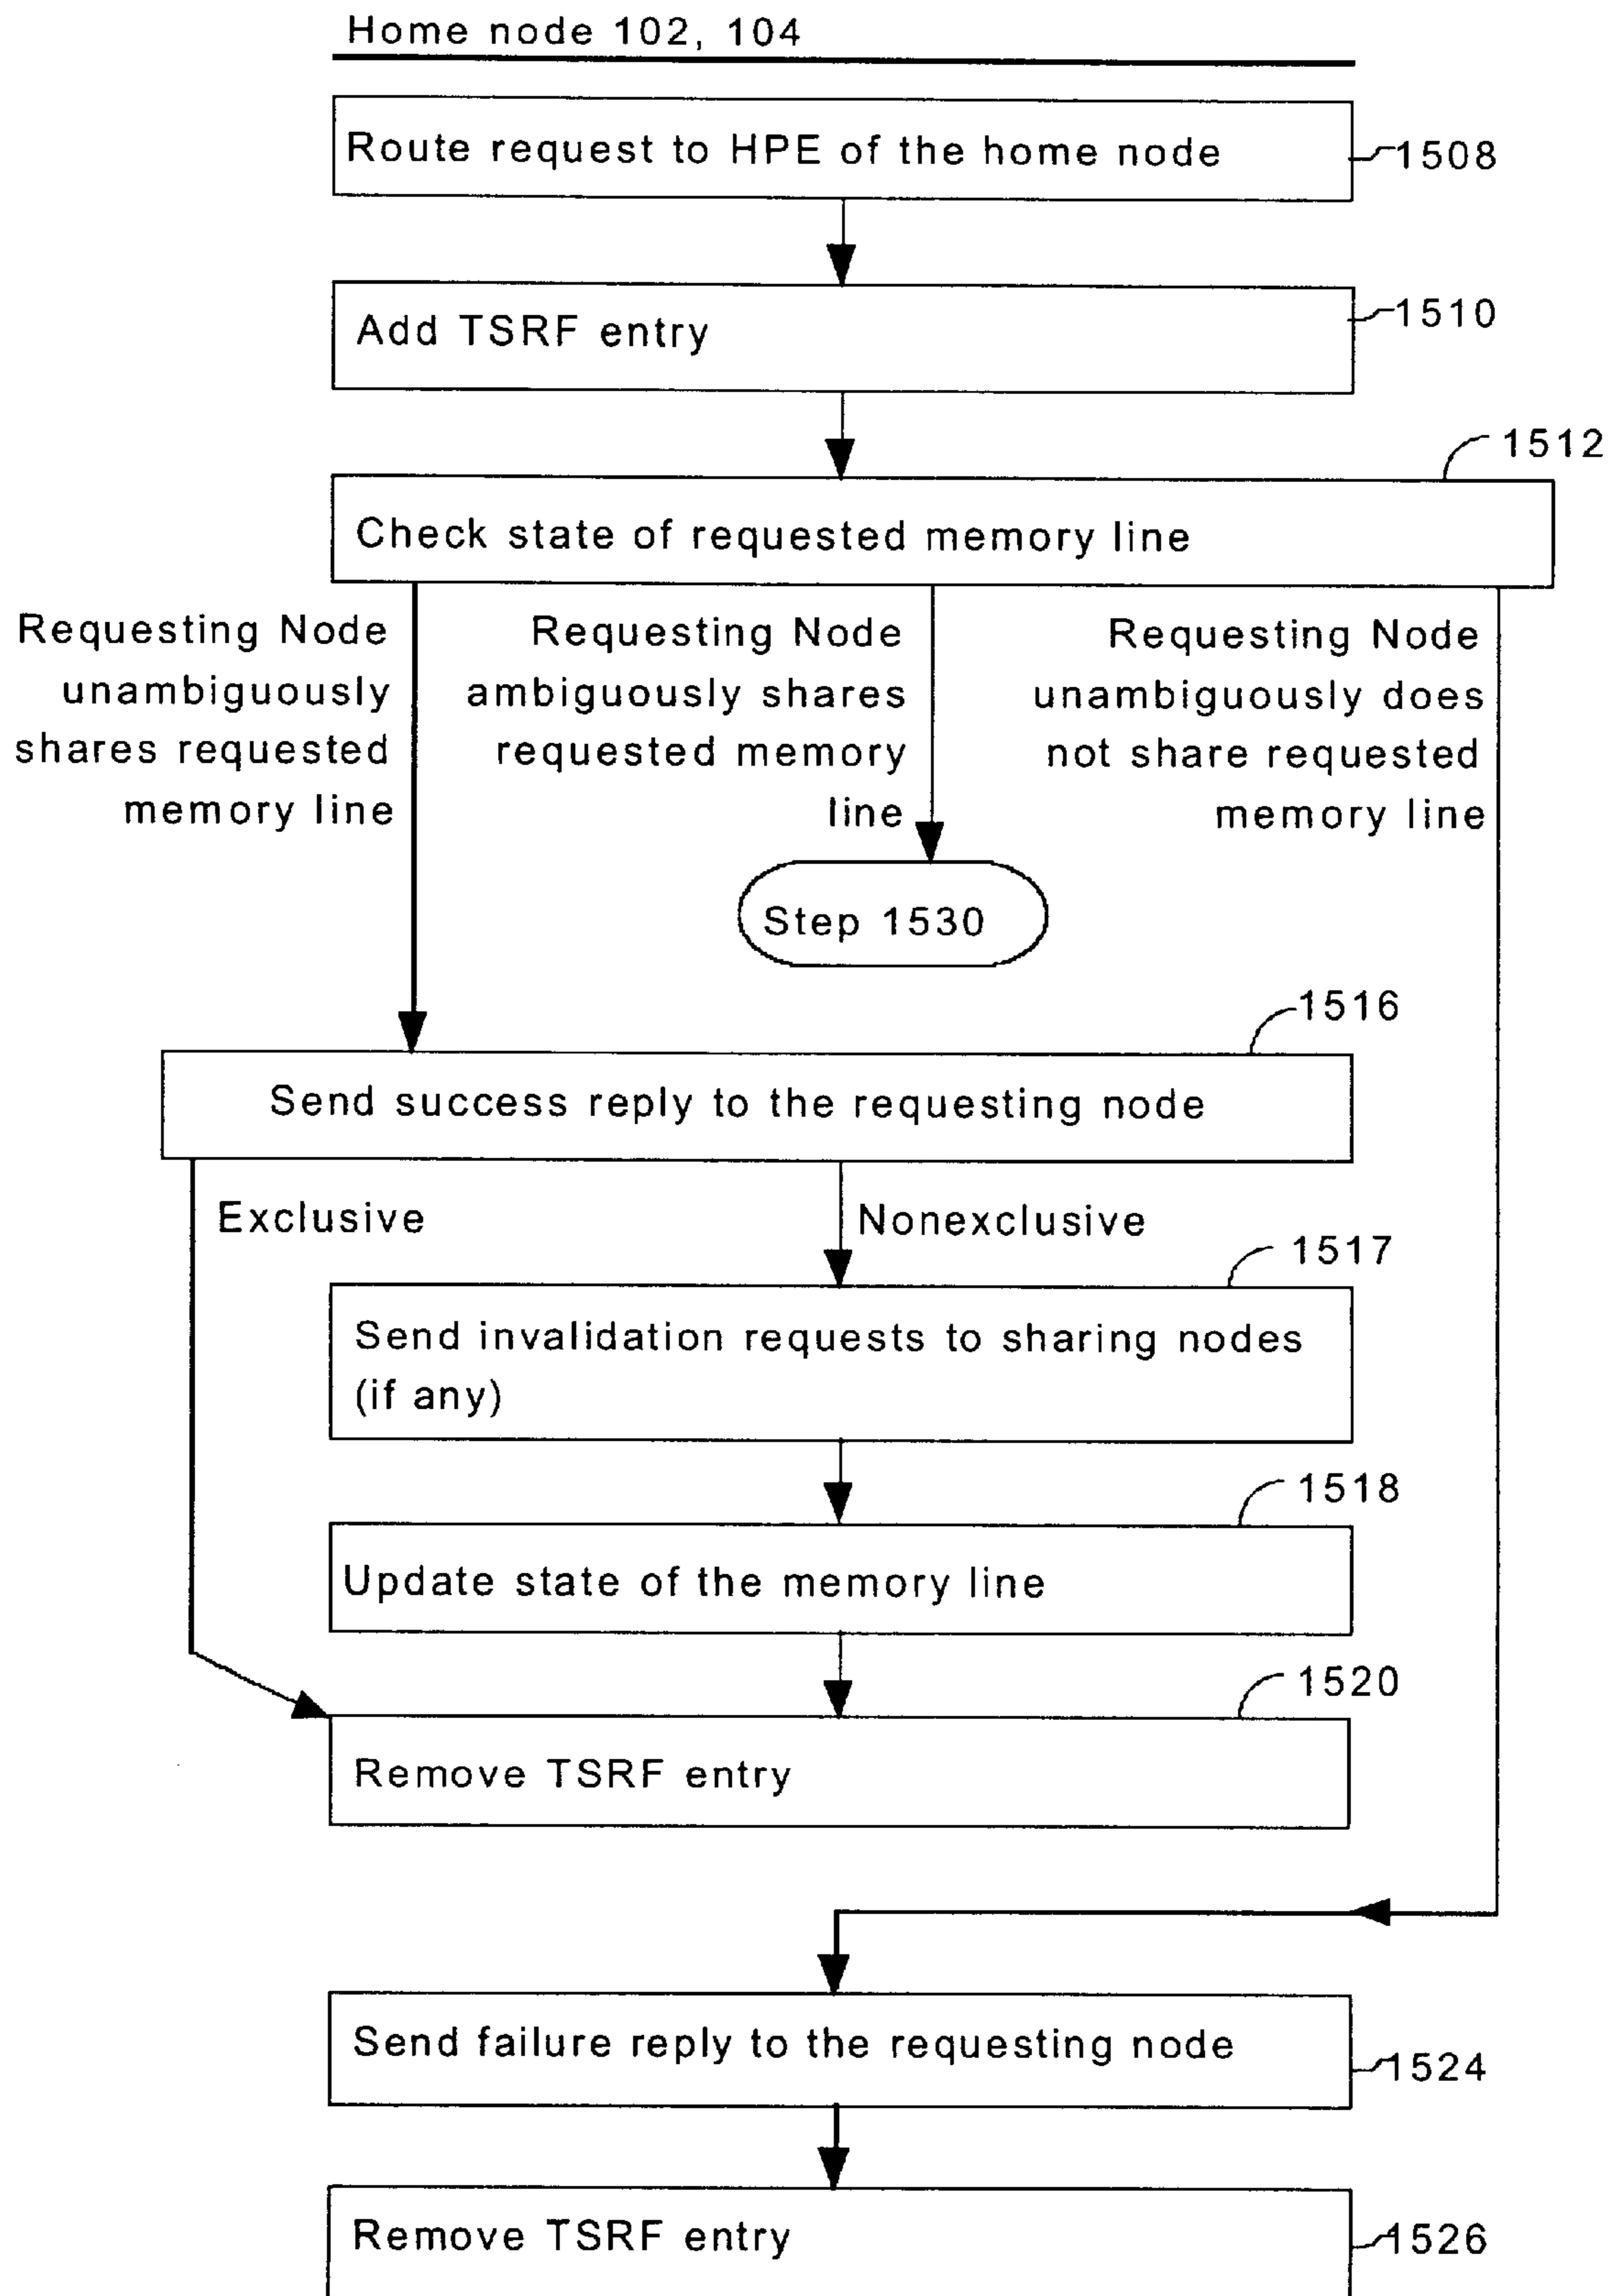 Home node 102, 104
Route request to HPE of the home node
1508
Add TSRF entry
1510
1512
Check state of requested memory line
Requesting Node
unambiguously
shares requested
memory line
Requesting Node
ambiguously shares
requested memory
line
Requesting Node
unambiguously does
not share requested
memory line
Step 1530
1516
Send success reply to the requesting node
Exclusive
Nonexclusive
1517
Send invalidation requests to sharing nodes
(if any)
1518
Update state of the memory line
1520
Remove TSRF entry
Send failure reply to the requesting node
1524
Remove TSRF entry
1526